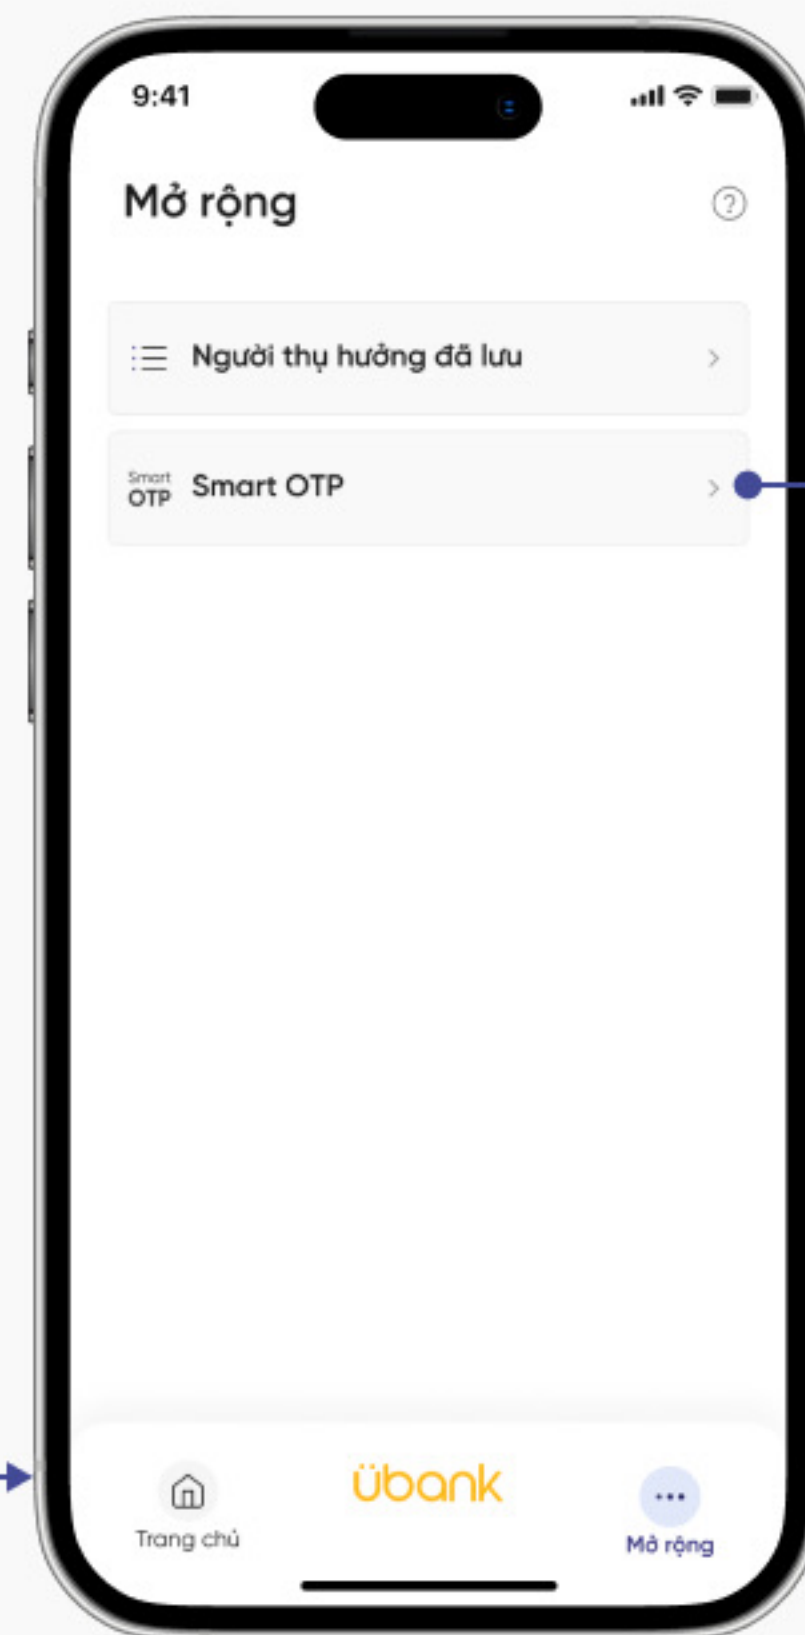 9:41
Mở rộng
?
Người thụ hưởng đã lưu
Smart
OTP
Smart OTP
Trang chủ
übank
Mở rộng